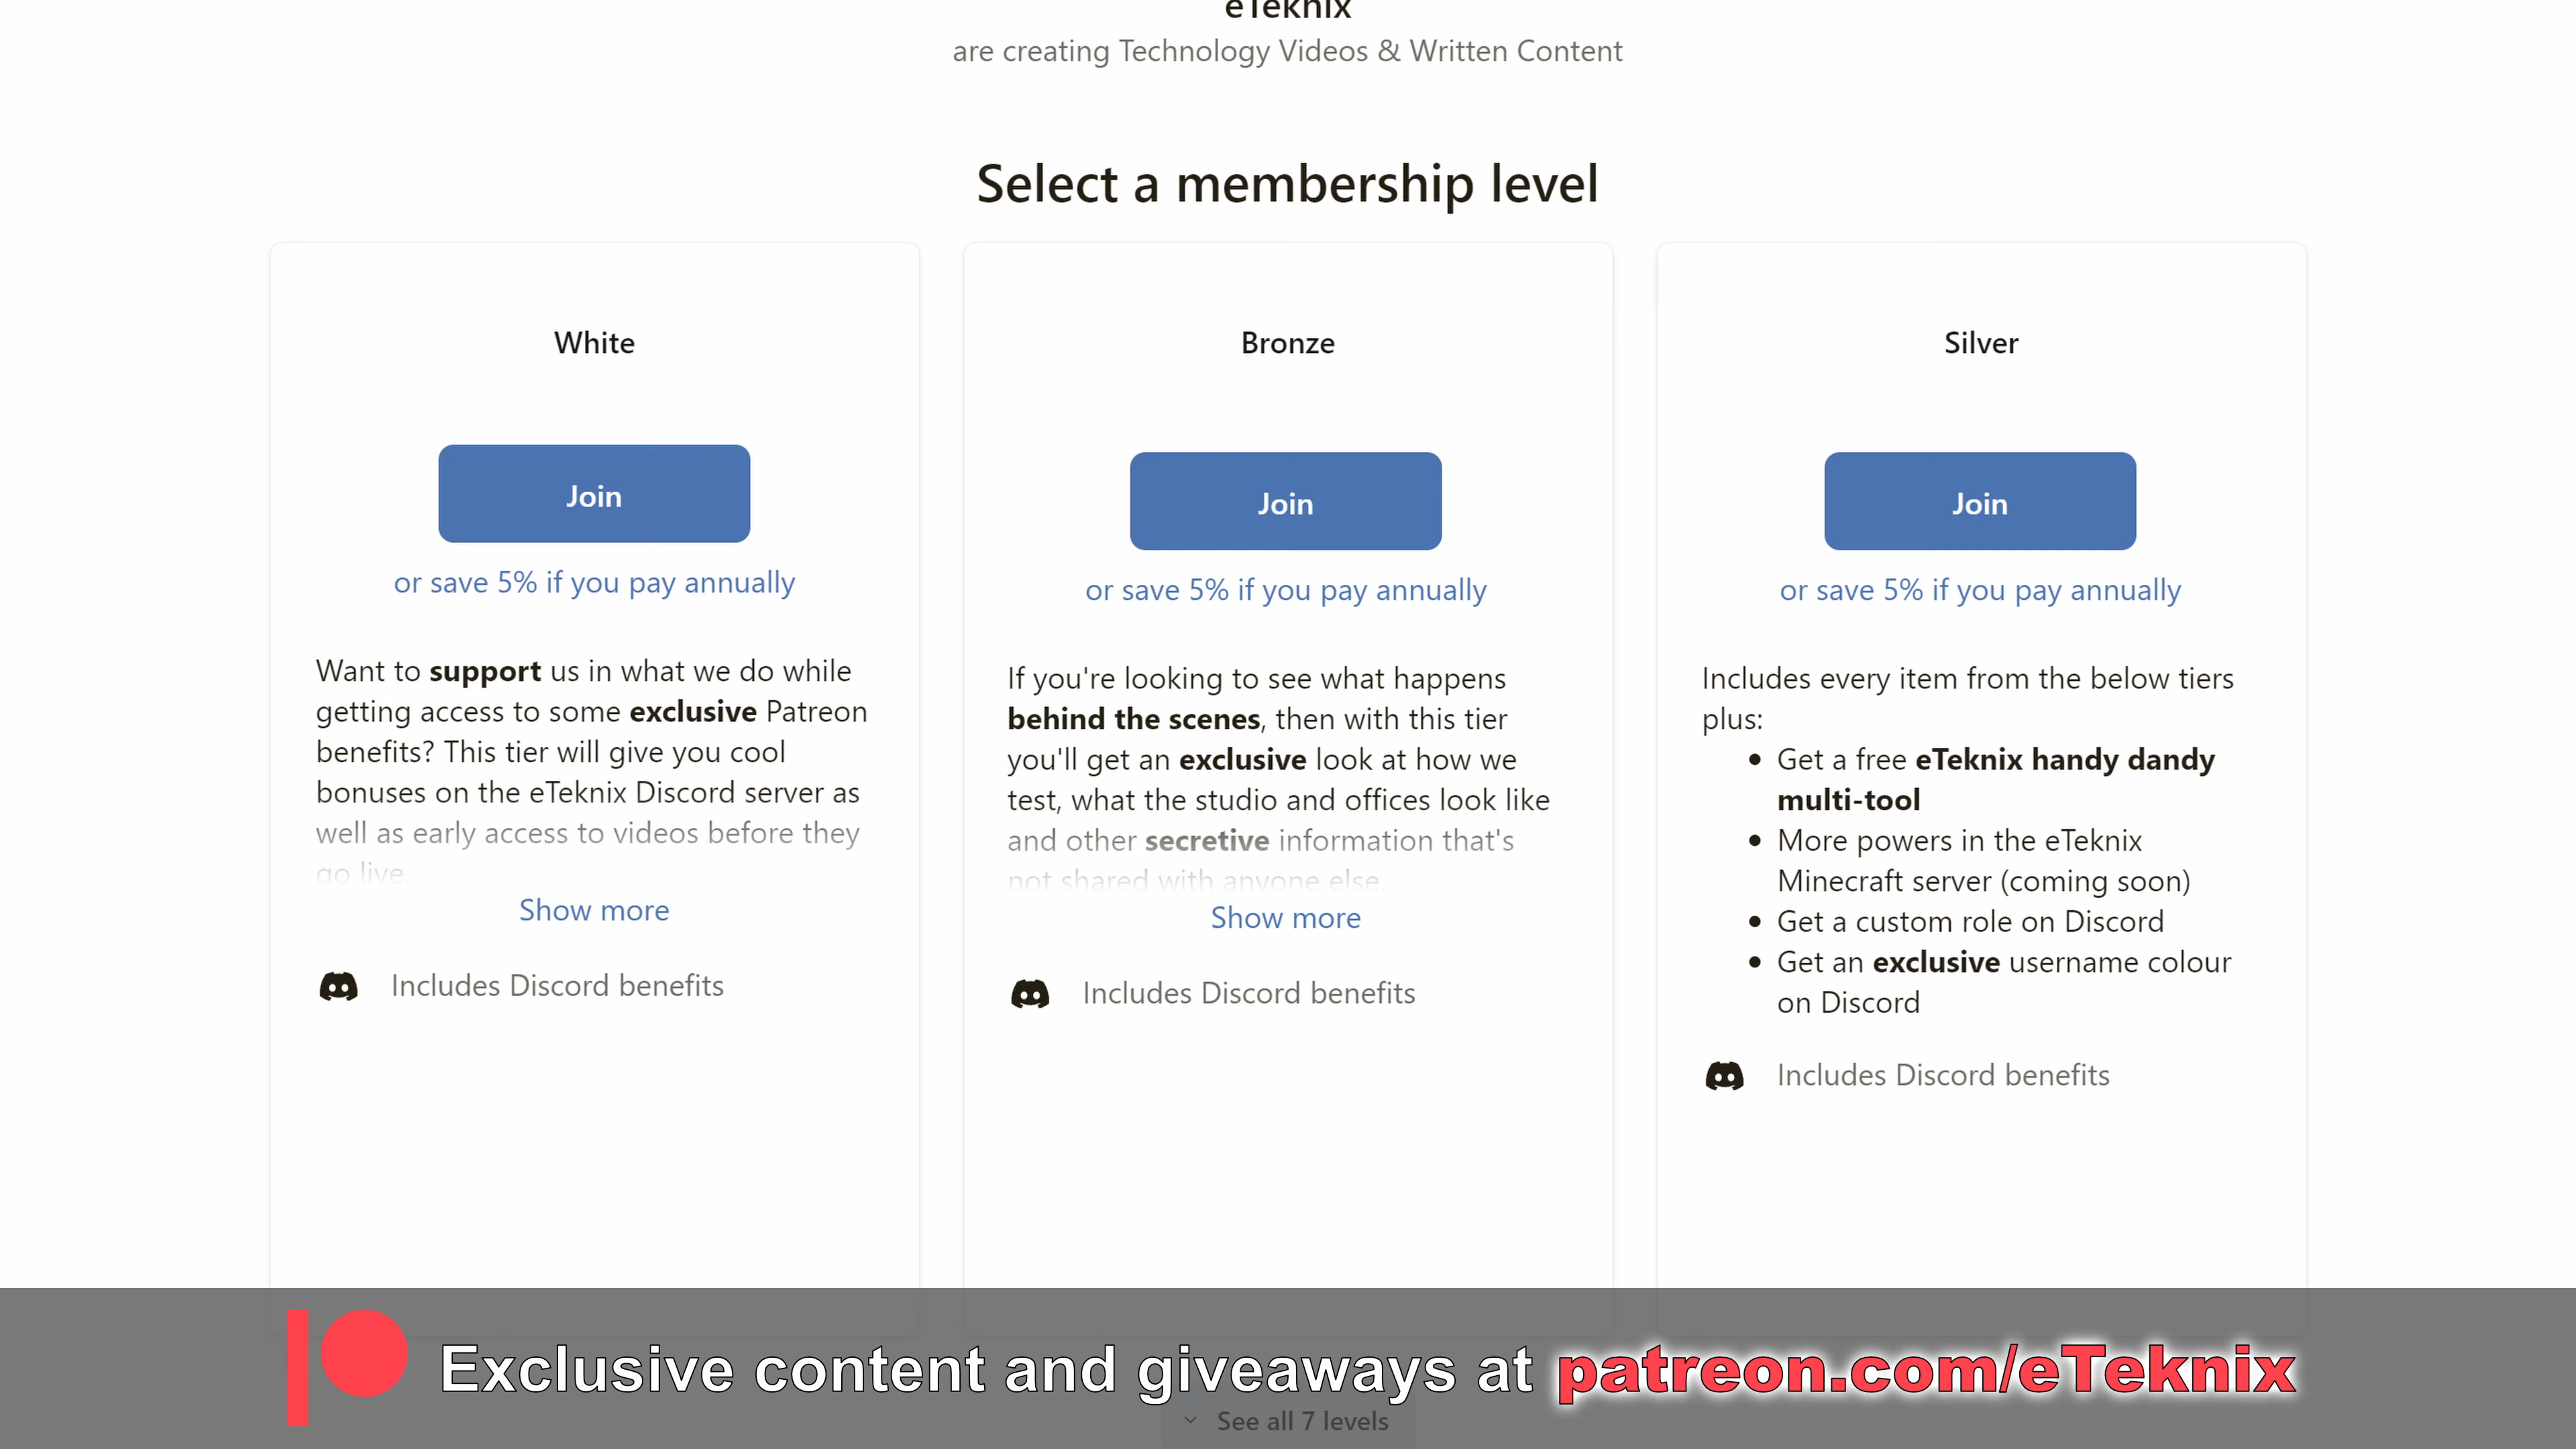 eTeknix
are creating Technology Videos & Written Content
Select a membership level
White
Join
or save 5% if you pay annually
Want to support us in what we do while
getting access to some exclusive Patreon
benefits? This tier will give you cool
bonuses on the eTeknix Discord server as
well as early access to videos before they
go live.
Show more
Includes Discord benefits
Bronze
Join
or save 5% if you pay annually
If you're looking to see what happens
behind the scenes, then with this tier
you'll get an exclusive look at how we
test, what the studio and offices look like
and other secretive information that's
not shared with anyone else.
Show more
Includes Discord benefits
Silver
Join
or save 5% if you pay annually
Includes every item from the below tiers
plus:
• Get a free eTeknix handy dandy
multi-tool
• More powers in the eTeknix
Minecraft server (coming soon)
• Get a custom role on Discord
• Get an exclusive username colour
on Discord
Includes Discord benefits
Exclusive content and giveaways at patreon.com/eTeknix
See all 7 levels